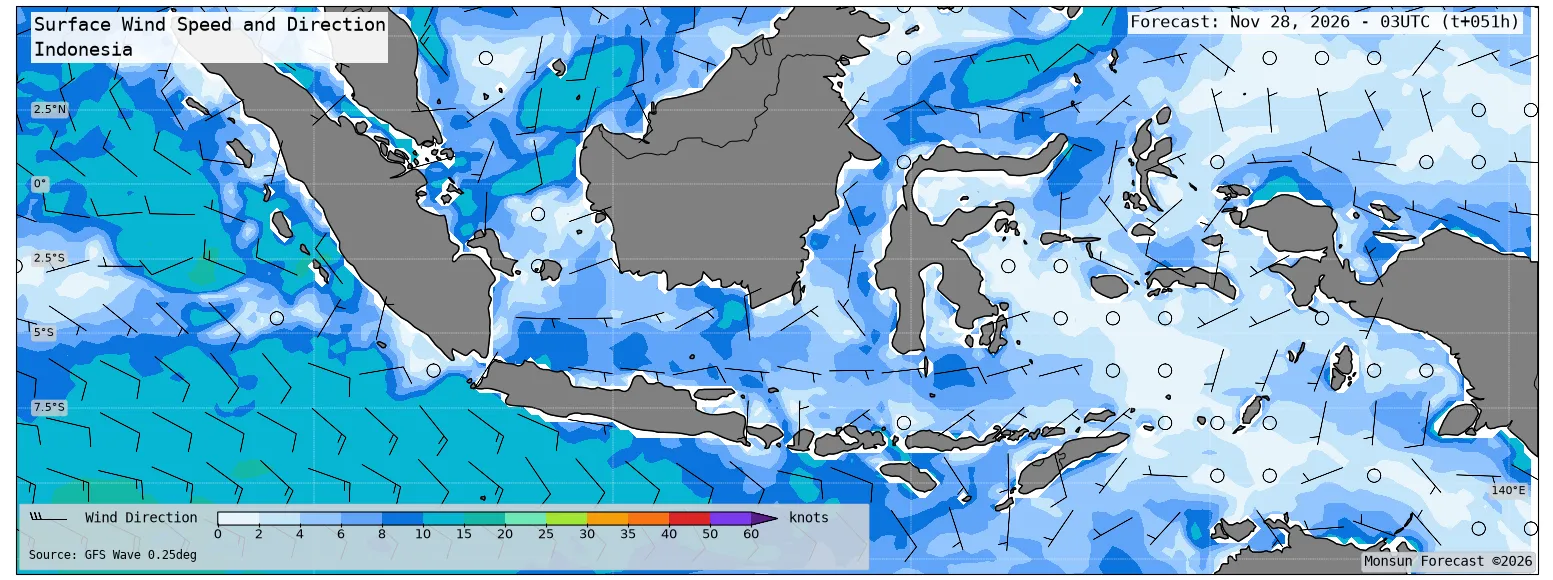 Surface Wind Speed and Direction
Indonesia
Forecast: Nov 28, 2026 - 03UTC (t+051h)
2.5°N
0°
2.5°S
5°S
7.5°S
140°E
Wind Direction
0 2 4 6 8 10 15 20 25 30 35 40 50 60
knots
Source: GFS Wave 0.25deg
Monsun Forecast ©2026